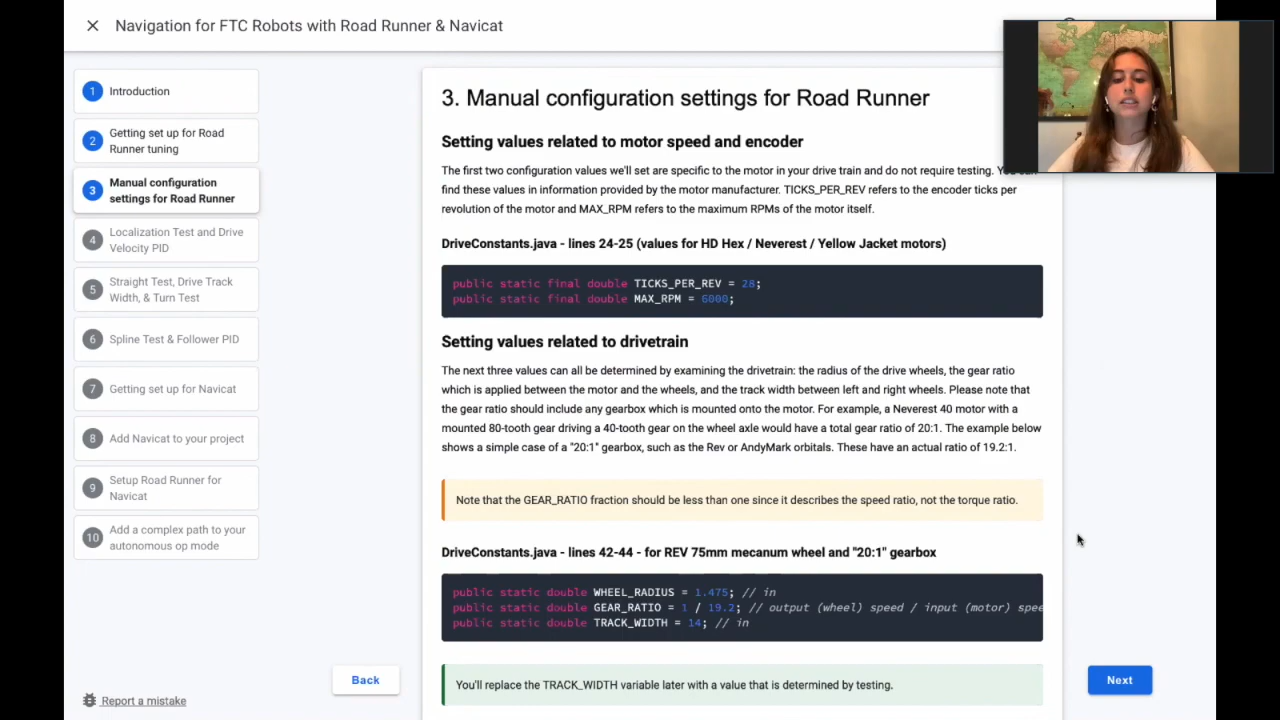 Navigation for FTC Robots with Road Runner & Navicat
1 Introduction
2 Getting set up for Road
Runner tuning
3 Manual configuration
settings for Road Runner
4 Localization Test and Drive
Velocity PID
5 Straight Test, Drive Track
Width, & Turn Test
6 Spline Test & Follower PID
7 Getting set up for Navicat
8 Add Navicat to your project
9 Setup Road Runner for
Navicat
10 Add a complex path to your
autonomous op mode
Report a mistake
3. Manual configuration settings for Road Runner
Setting values related to motor speed and encoder
The first two configuration values we'll set are specific to the motor in your drive train and do not require testing.
find these values in information provided by the motor manufacturer. TICKS_PER_REV refers to the encoder ticks per
revolution of the motor and MAX_RPM refers to the maximum RPMs of the motor itself.
DriveConstants.java - lines 24-25 (values for HD Hex / Neverest / Yellow Jacket motors)
public static final double TICKS_PER_REV = 28;
public static final double MAX_RPM = 6000;
Setting values related to drivetrain
The next three values can all be determined by examining the drivetrain: the radius of the drive wheels, the gear ratio
which is applied between the motor and the wheels, and the track width between left and right wheels. Please note that
the gear ratio should include any gearbox which is mounted onto the motor. For example, a Neverest 40 motor with a
mounted 80-tooth gear driving a 40-tooth gear on the wheel axle would have a total gear ratio of 20:1. The example below
shows a simple case of a "20:1" gearbox, such as the Rev or AndyMark orbitals. These have an actual ratio of 19.2:1.
Note that the GEAR_RATIO fraction should be less than one since it describes the speed ratio, not the torque ratio.
DriveConstants.java - lines 42-44 - for REV 75mm mecanum wheel and "20:1" gearbox
public static double WHEEL_RADIUS = 1.475; // in
public static double GEAR_RATIO = 1 / 19.2; // output (wheel) speed / input (motor) spee
public static double TRACK_WIDTH = 14; // in
You'll replace the TRACK_WIDTH variable later with a value that is determined by testing.
Back
Next